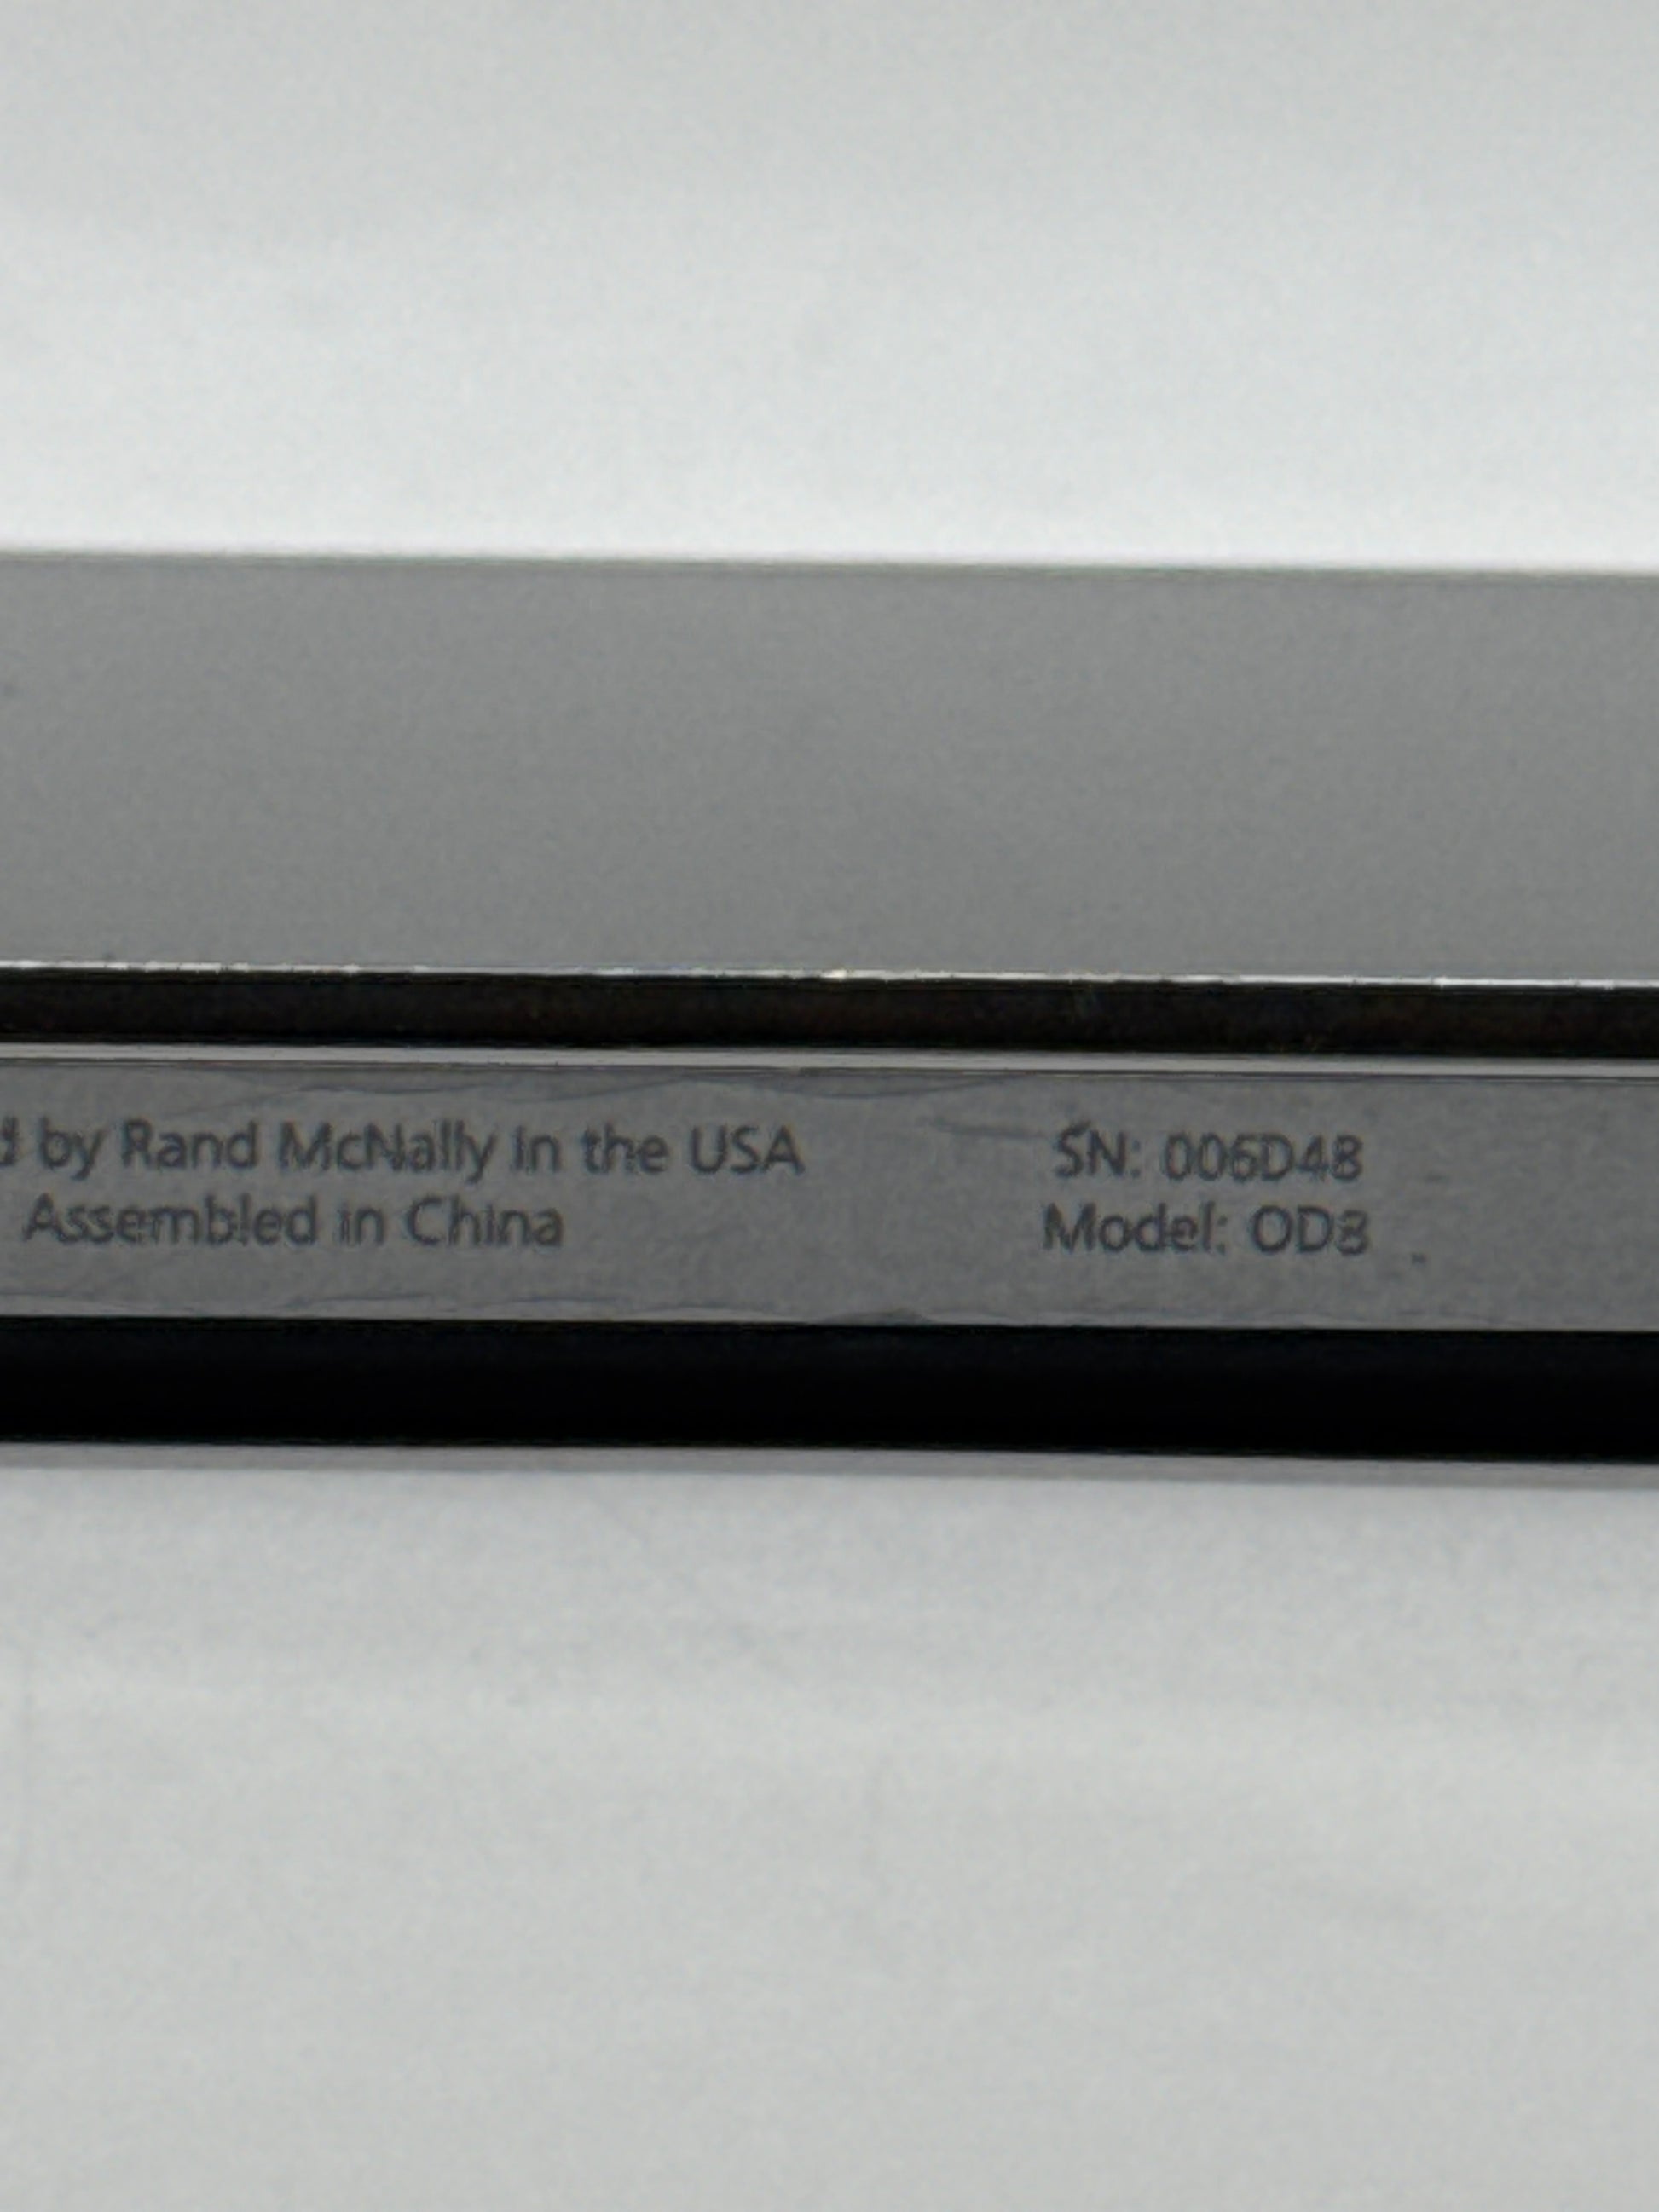 d by Rand McNally in the USA
Assembled in China
SN: 006D48
Model: OD8